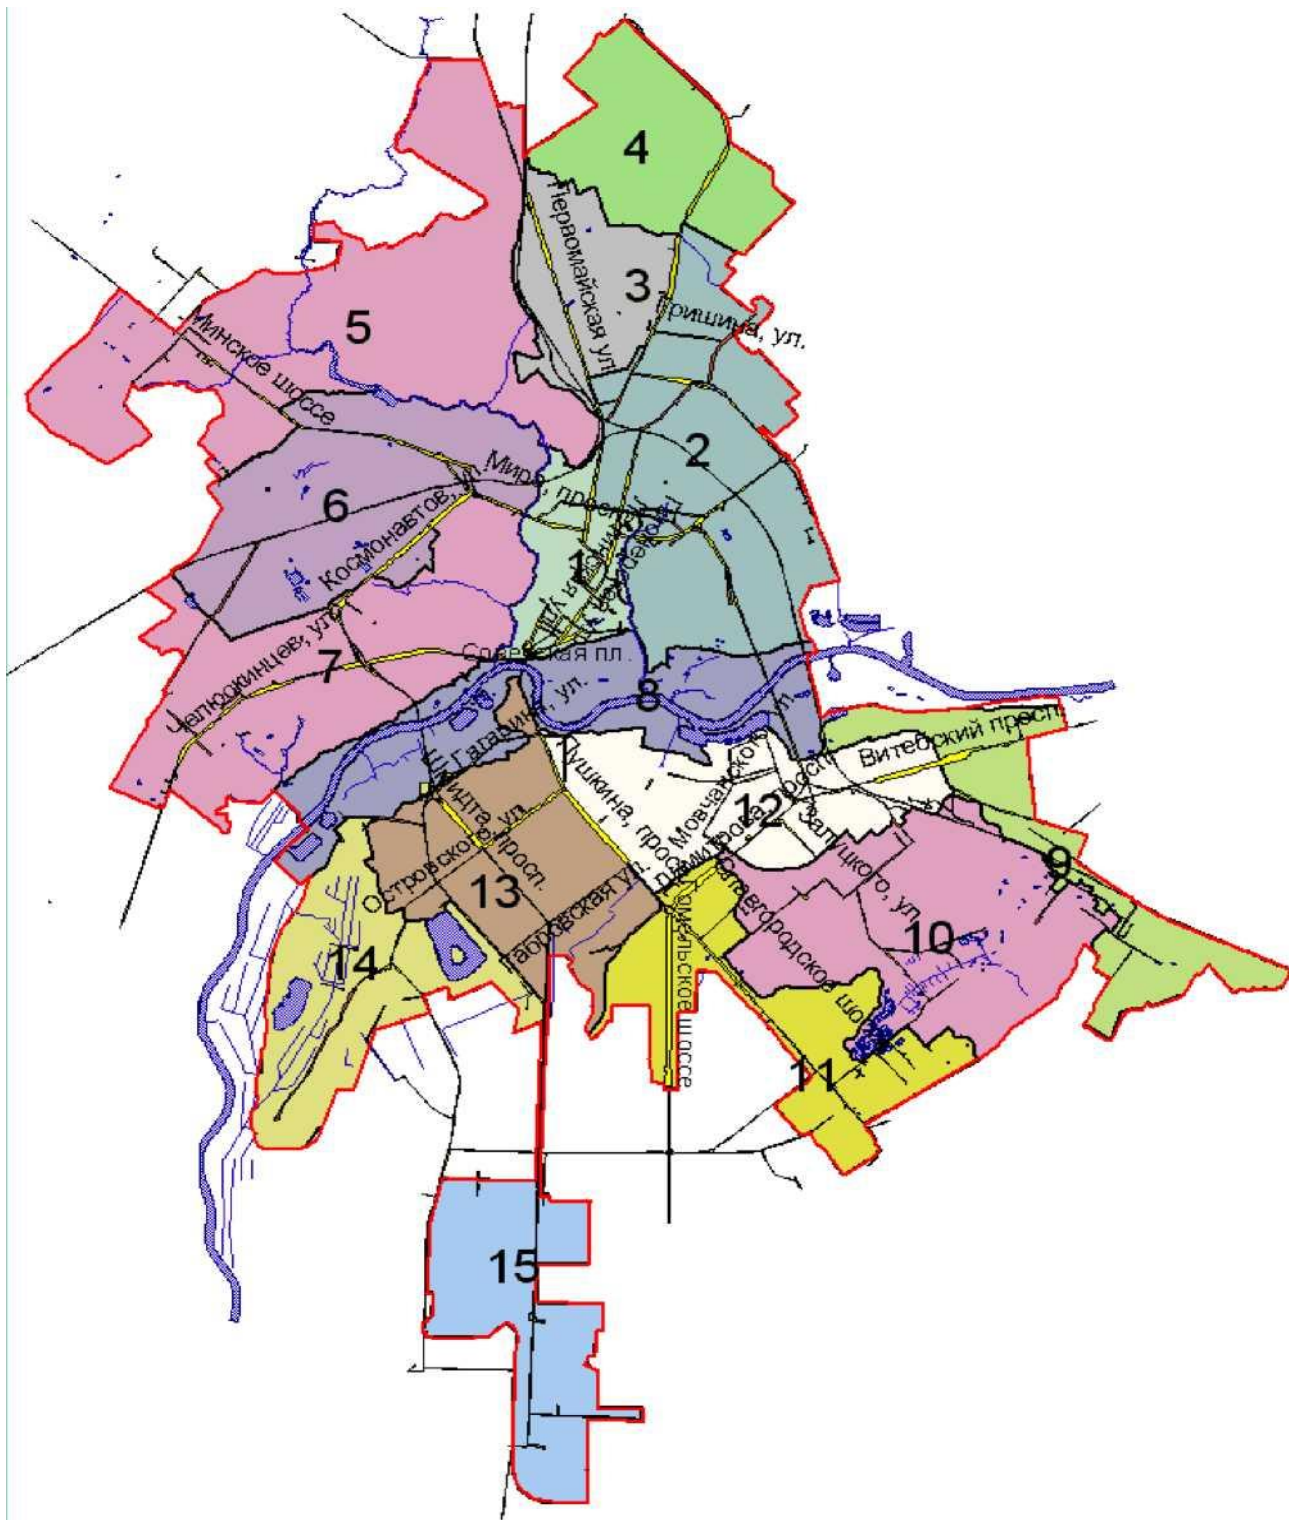 4
Первомайская ул.
3
Гришина, ул.
5
Минское шоссе
2
Мира, просп.
6
Космонавтов, ул.
1
Челюскинцев, ул.
7
Советская пл.
8
Гагарина, ул.
Витебский просп.
Пушкина, просп.
Мовчанского
12
Димитрова, просп.
Залуцкого, ул.
Шмидта, просп.
Островского, ул.
9
13
Габровская ул.
Гомельское шоссе
Славгородское шоссе
10
14
11
15